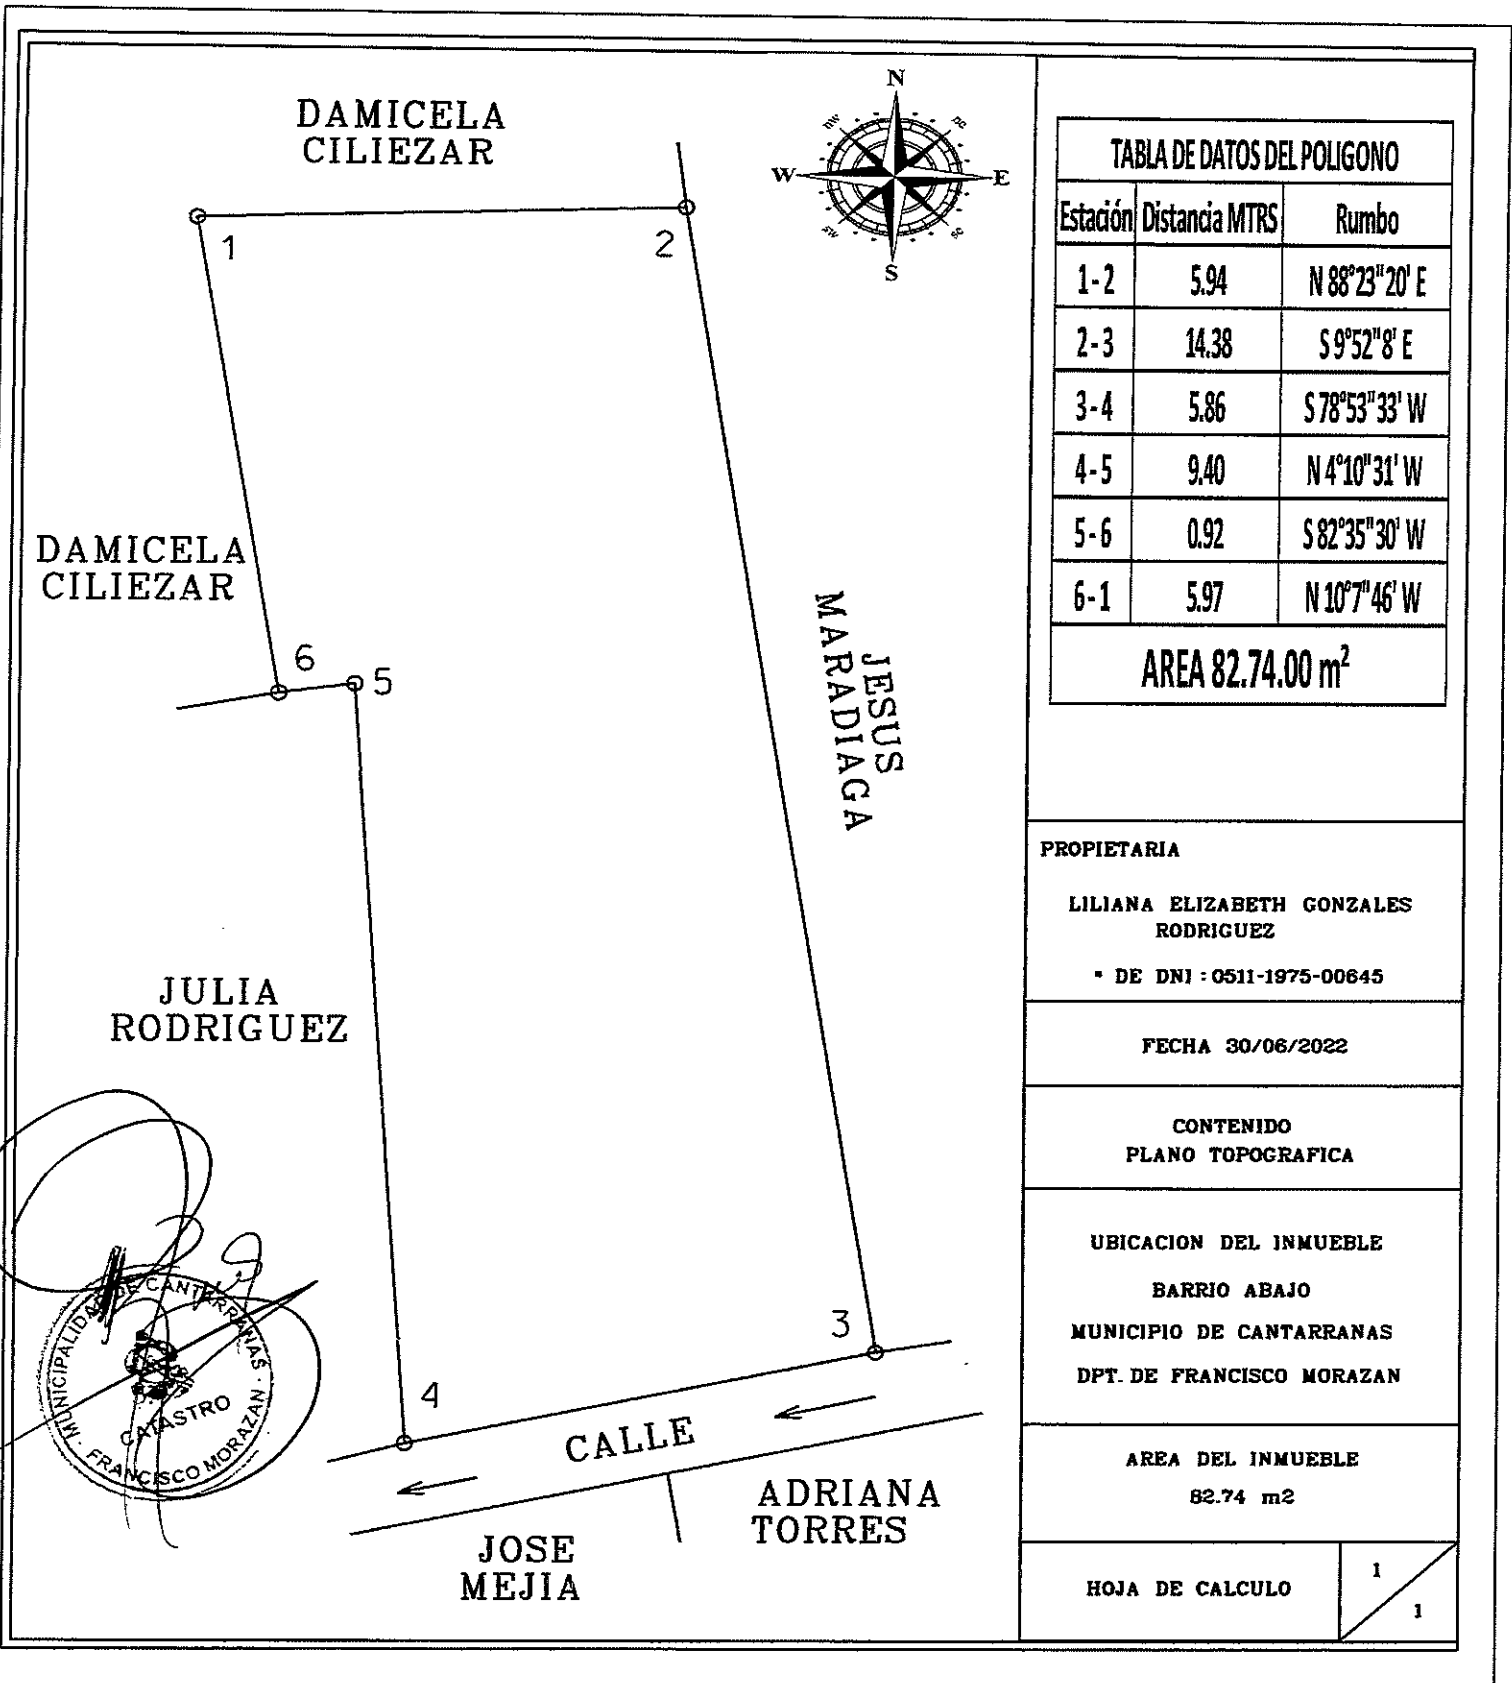 DAMICELA
CILIEZAR
N
nw
ne
W
E
sw
se
S
1
2
DAMICELA
CILIEZAR
6
5
JESUS
MARADIAGA
JULIA
RODRIGUEZ
3
4
CALLE
ADRIANA
TORRES
JOSE
MEJIA
MUNICIPALIDAD DE CANTARRANAS
CATASTRO
FRANCISCO MORAZAN
TABLA DE DATOS DEL POLIGONO
Estación Distancia MTRS Rumbo
1-2 5.94 N 88°23"20' E
2-3 14.38 S 9°52"8' E
3-4 5.86 S 78°53"33' W
4-5 9.40 N 4°10"31' W
5-6 0.92 S 82°35"30' W
6-1 5.97 N 10°7"46' W
AREA 82.74.00 m²
PROPIETARIA
LILIANA ELIZABETH GONZALES
RODRIGUEZ
DE DNI : 0511-1975-00645
FECHA 30/06/2022
CONTENIDO
PLANO TOPOGRAFICA
UBICACION DEL INMUEBLE
BARRIO ABAJO
MUNICIPIO DE CANTARRANAS
DPT. DE FRANCISCO MORAZAN
AREA DEL INMUEBLE
82.74 m2
HOJA DE CALCULO
1
1